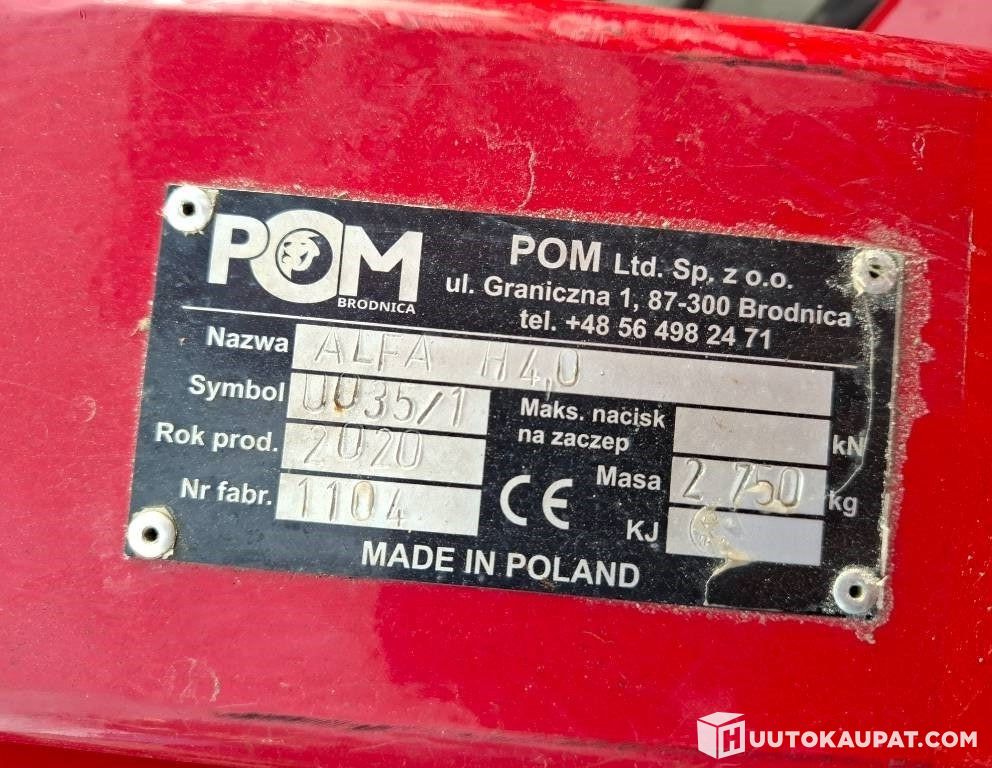 POM
BRODNICA
POM Ltd. Sp. z o.o.
ul. Graniczna 1, 87-300 Brodnica
tel. +48 56 498 24 71
Nazwa ALFA H4,0
Symbol U035/1
Maks. nacisk
na zaczep kN
Rok prod. 2020
Masa 2 750 kg
Nr fabr. 1104
CE
KJ
MADE IN POLAND
HUUTOKAUPAT.COM